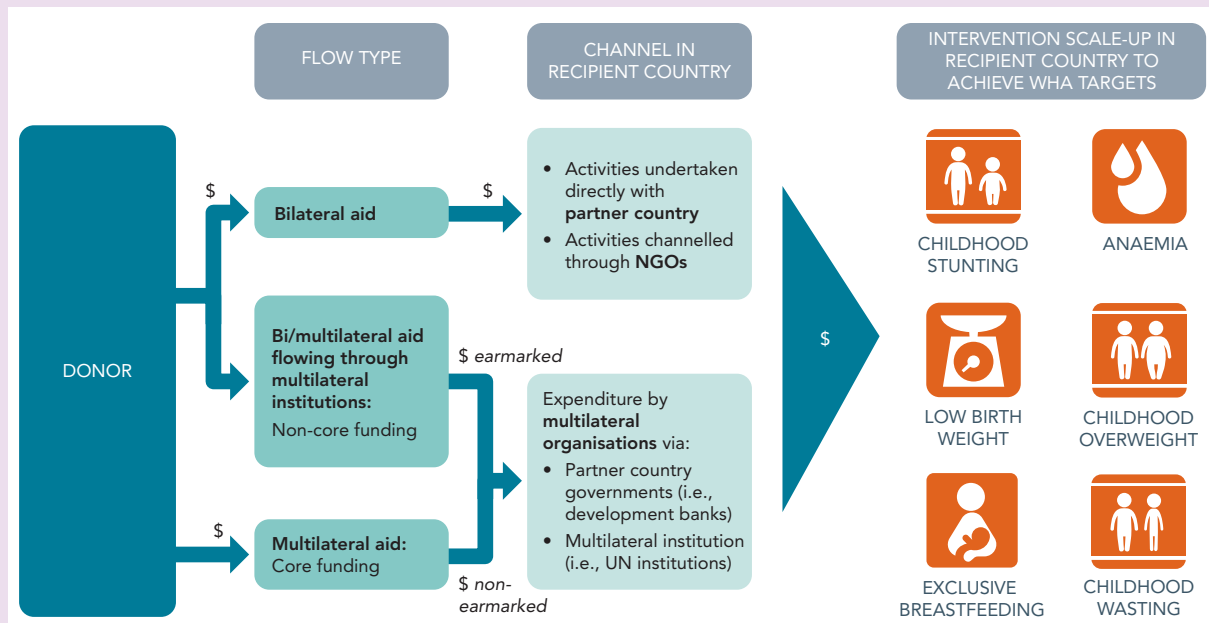 FLOW TYPE
CHANNEL IN
RECIPIENT COUNTRY
INTERVENTION SCALE-UP IN
RECIPIENT COUNTRY TO
ACHIEVE WHA TARGETS
DONOR
$
Bilateral aid
$
• Activities undertaken
directly with
partner country
• Activities channelled
through NGOs
Bi/multilateral aid
flowing through
multilateral
institutions:
Non-core funding
$ earmarked
$
Multilateral aid:
Core funding
$ non-
earmarked
Expenditure by
multilateral
organisations via:
• Partner country
governments (i.e.,
development banks)
• Multilateral institution
(i.e., UN institutions)
$
CHILDHOOD
STUNTING
ANAEMIA
LOW BIRTH
WEIGHT
CHILDHOOD
OVERWEIGHT
EXCLUSIVE
BREASTFEEDING
CHILDHOOD
WASTING